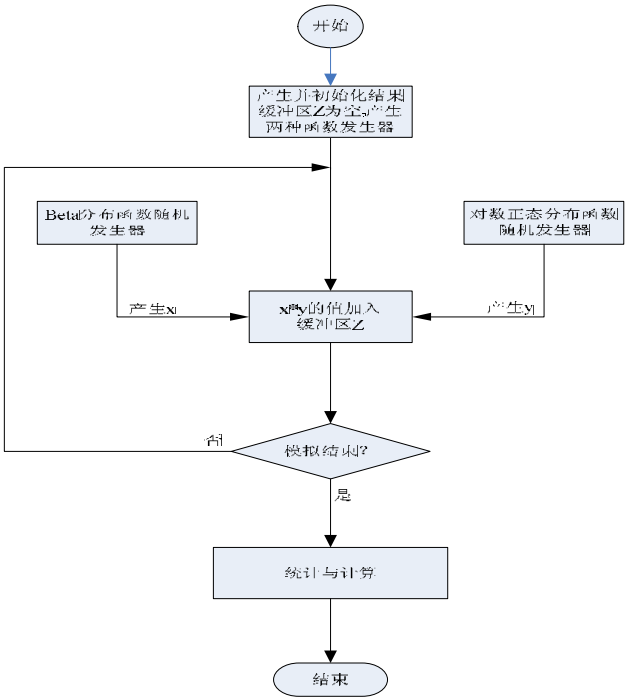 开始
产生并初始化结果
缓冲区Z为空,产生
两种函数发生器
Beta分布函数随机
发生器
对数正态分布函数
随机发生器
产生x
x*y的值加入
缓冲区Z
产生y
否
模拟结束?
是
统计与计算
结束